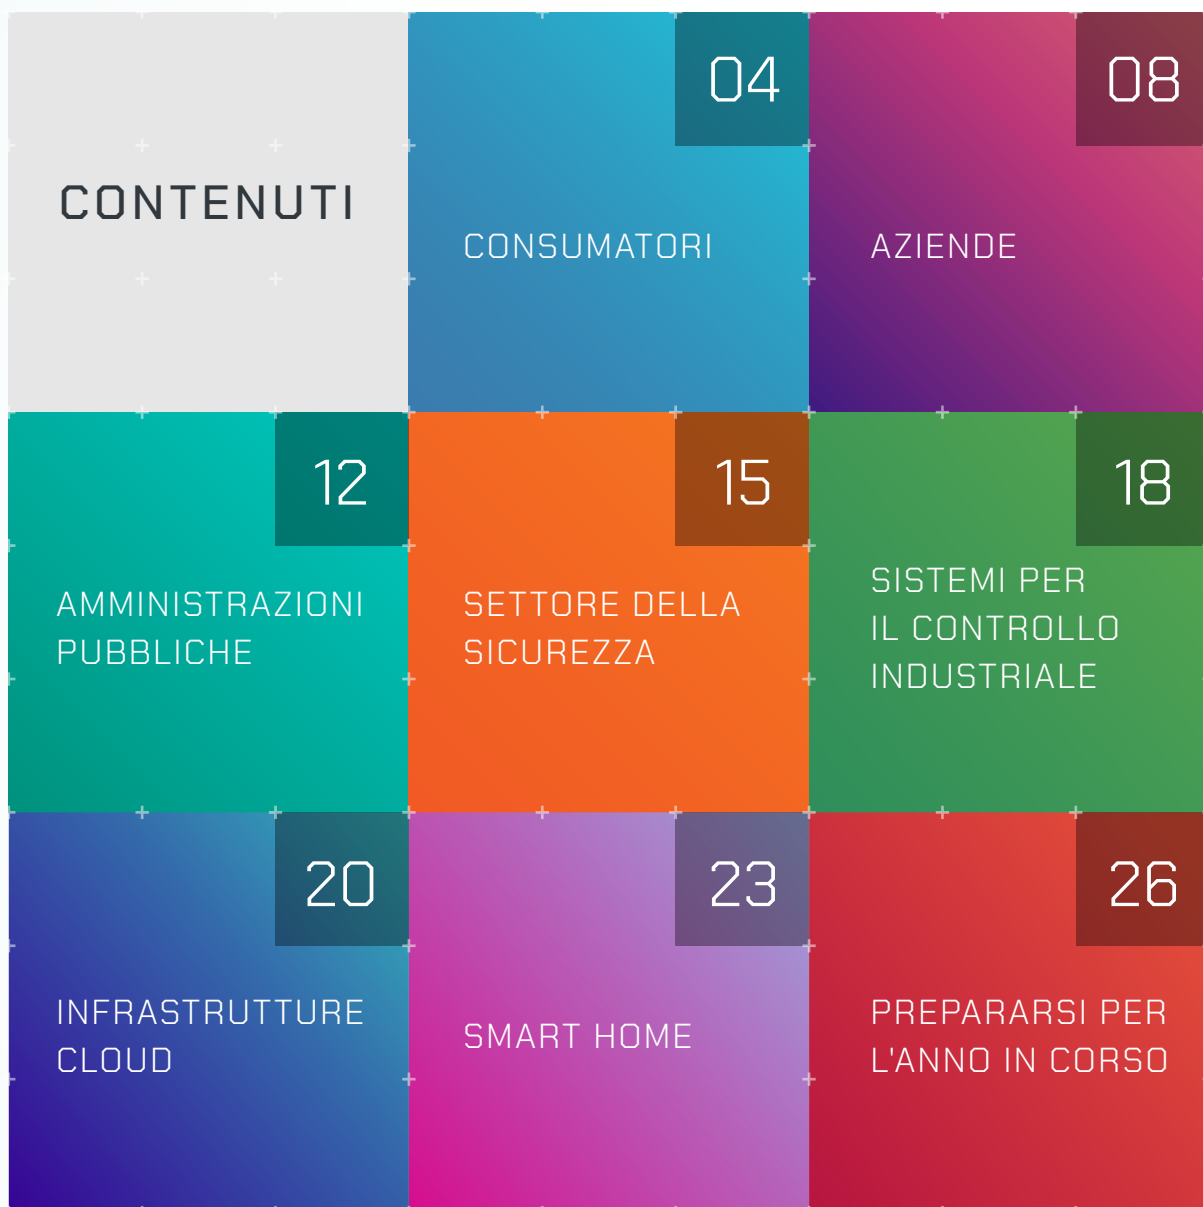 CONTENUTI
04
CONSUMATORI
08
AZIENDE
12
AMMINISTRAZIONI
PUBBLICHE
15
SETTORE DELLA
SICUREZZA
18
SISTEMI PER
IL CONTROLLO
INDUSTRIALE
20
INFRASTRUTTURE
CLOUD
23
SMART HOME
26
PREPARARSI PER
L'ANNO IN CORSO